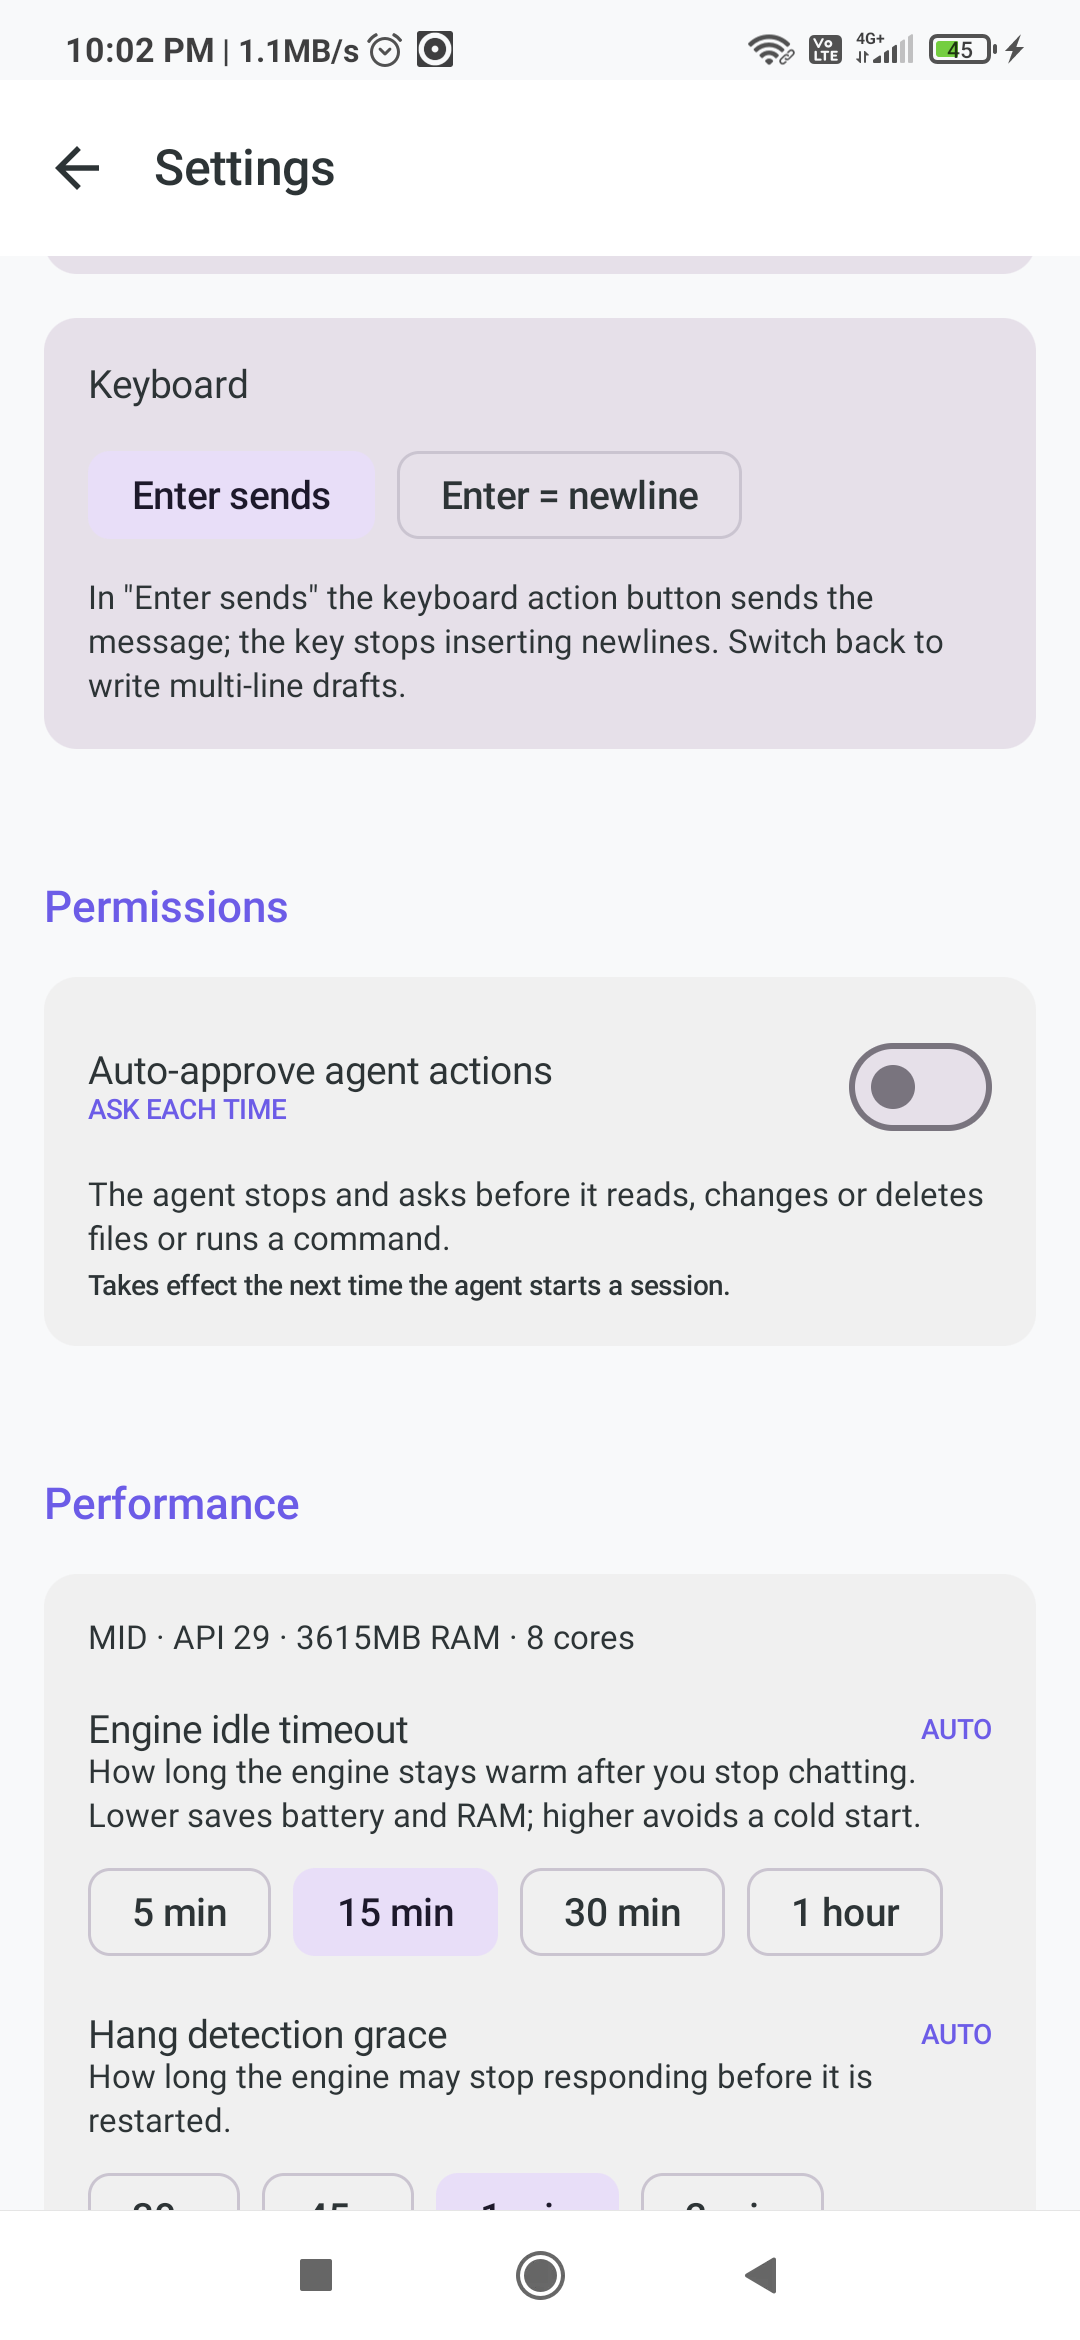 10:02 PM | 1.1MB/s
Vo LTE 4G+ 45
Settings
Keyboard
Enter sends
Enter = newline
In "Enter sends" the keyboard action button sends the
message; the key stops inserting newlines. Switch back to
write multi-line drafts.
Permissions
Auto-approve agent actions
ASK EACH TIME
The agent stops and asks before it reads, changes or deletes
files or runs a command.
Takes effect the next time the agent starts a session.
Performance
MID · API 29 · 3615MB RAM · 8 cores
Engine idle timeout
AUTO
How long the engine stays warm after you stop chatting.
Lower saves battery and RAM; higher avoids a cold start.
5 min
15 min
30 min
1 hour
Hang detection grace
AUTO
How long the engine may stop responding before it is
restarted.